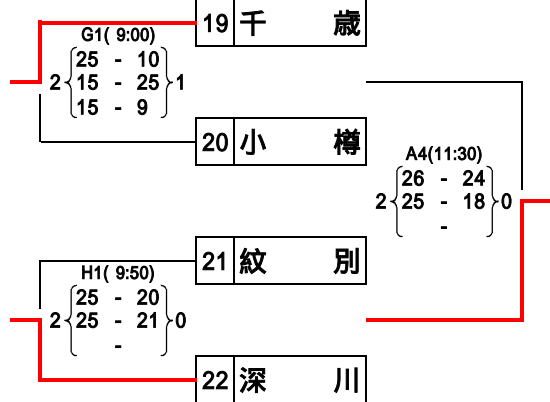 19 千 歳
G1( 9:00)
25 - 10
2 15 - 25 1
15 - 9
20 小 樽
A4(11:30)
26 - 24
2 25 - 18 0
-
21 紋 別
H1( 9:50)
25 - 20
2 25 - 21 0
-
22 深 川